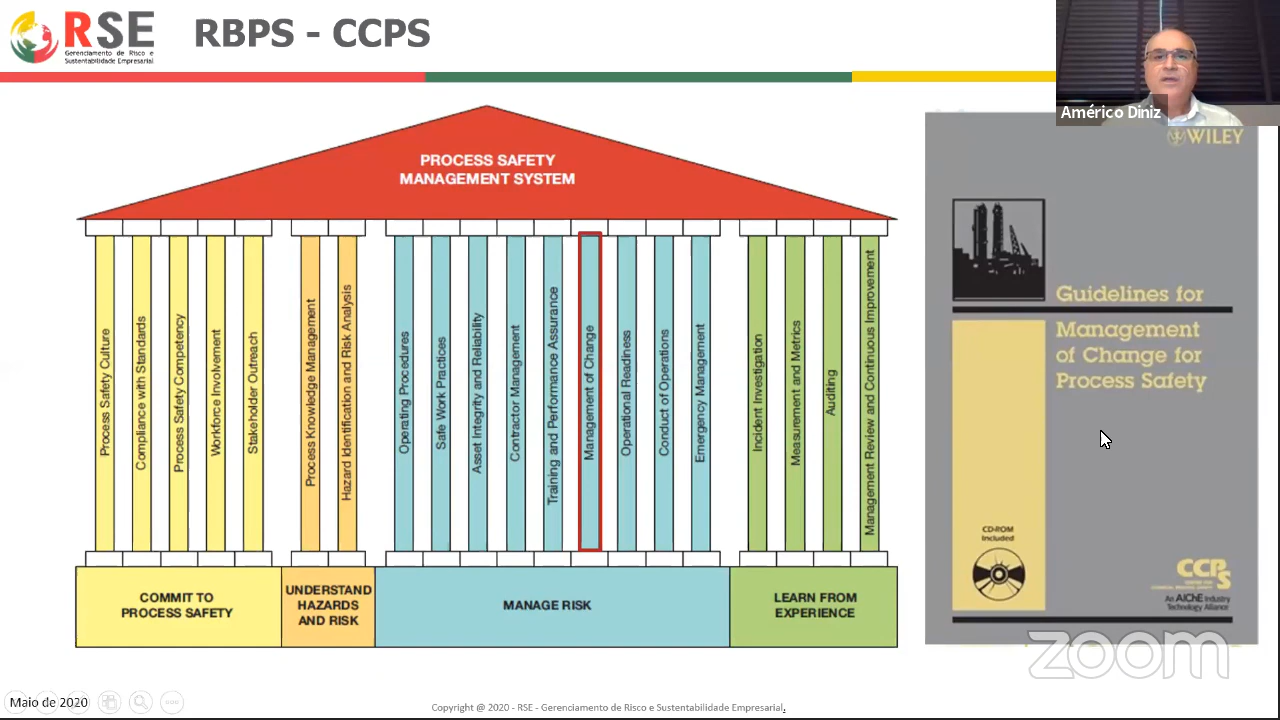 RSE
Gerenciamento de Risco e
Sustentabilidade Empresarial
RBPS - CCPS
Américo Diniz
PROCESS SAFETY
MANAGEMENT SYSTEM
Process Safety Culture
Compliance with Standards
Process Safety Competency
Workforce Involvement
Stakeholder Outreach
Process Knowledge Management
Hazard Identification and Risk Analysis
Operating Procedures
Safe Work Practices
Asset Integrity and Reliability
Contractor Management
Training and Performance Assurance
Management of Change
Operational Readiness
Conduct of Operations
Emergency Management
Incident Investigation
Measurement and Metrics
Auditing
Management Review and Continuous Improvement
COMMIT TO
PROCESS SAFETY
UNDERSTAND
HAZARDS
AND RISK
MANAGE RISK
LEARN FROM
EXPERIENCE
WILEY
Guidelines for
Management
of Change for
Process Safety
CD-ROM
Included
CCPS
An AIChE Industry
Technology Alliance
zoom
Maio de 2020
Copyright @ 2020 - RSE - Gerenciamento de Risco e Sustentabilidade Empresarial.